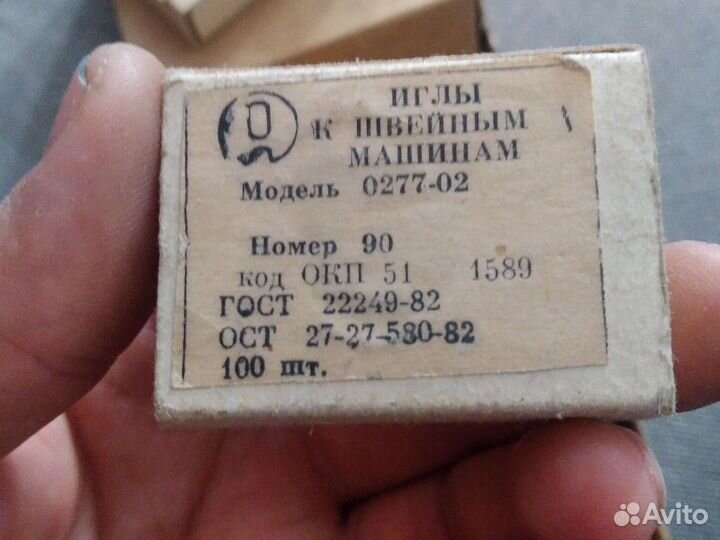 ИГЛЫ
К ШВЕЙНЫМ
МАШИНАМ
Модель 0277-02
Номер 90
код ОКП 51 1589
ГОСТ 22249-82
ОСТ 27-27-580-82
100 шт.
Avito